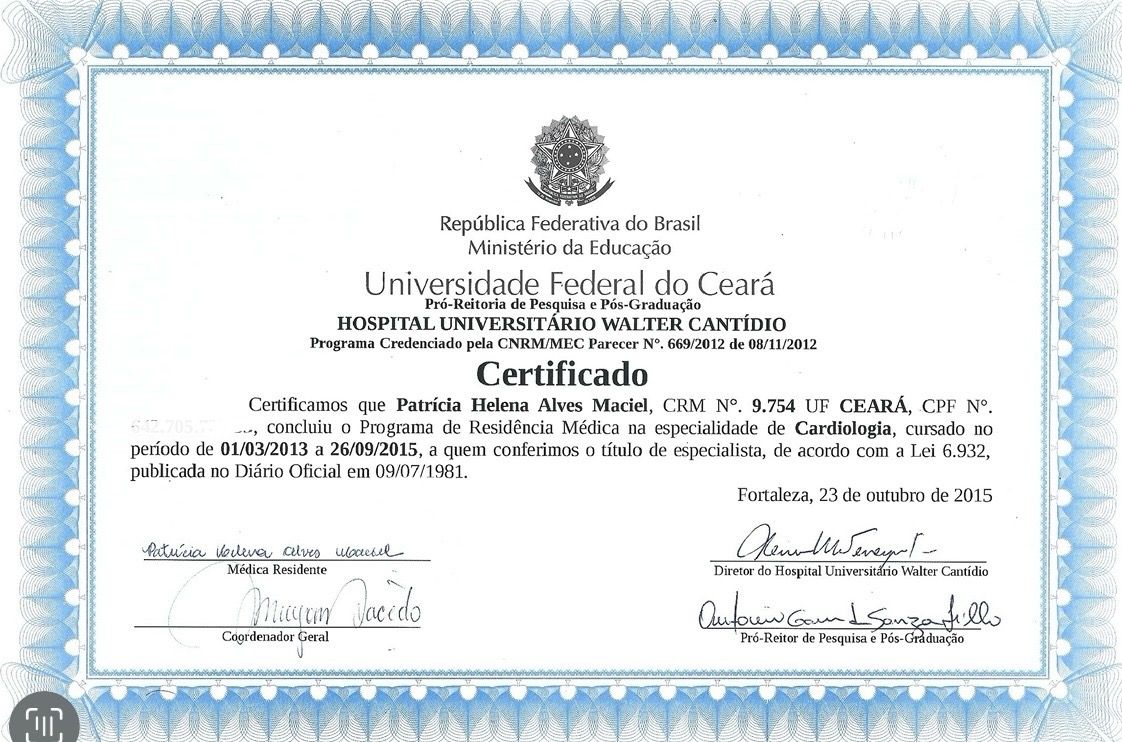 República Federativa do Brasil
Ministério da Educação
Universidade Federal do Ceará
Pró-Reitoria de Pesquisa e Pós-Graduação
HOSPITAL UNIVERSITÁRIO WALTER CANTÍDIO
Programa Credenciado pela CNRM/MEC Parecer N°. 669/2012 de 08/11/2012
Certificado
Certificamos que Patrícia Helena Alves Maciel, CRM N°. 9.754 UF CEARÁ, CPF N°.
, concluiu o Programa de Residência Médica na especialidade de Cardiologia, cursado no
período de 01/03/2013 a 26/09/2015, a quem conferimos o título de especialista, de acordo com a Lei 6.932,
publicada no Diário Oficial em 09/07/1981.
Fortaleza, 23 de outubro de 2015
Patrícia Helena Alves Maciel
Médica Residente
Diretor do Hospital Universitário Walter Cantídio
Coordenador Geral
Pró-Reitor de Pesquisa e Pós-Graduação